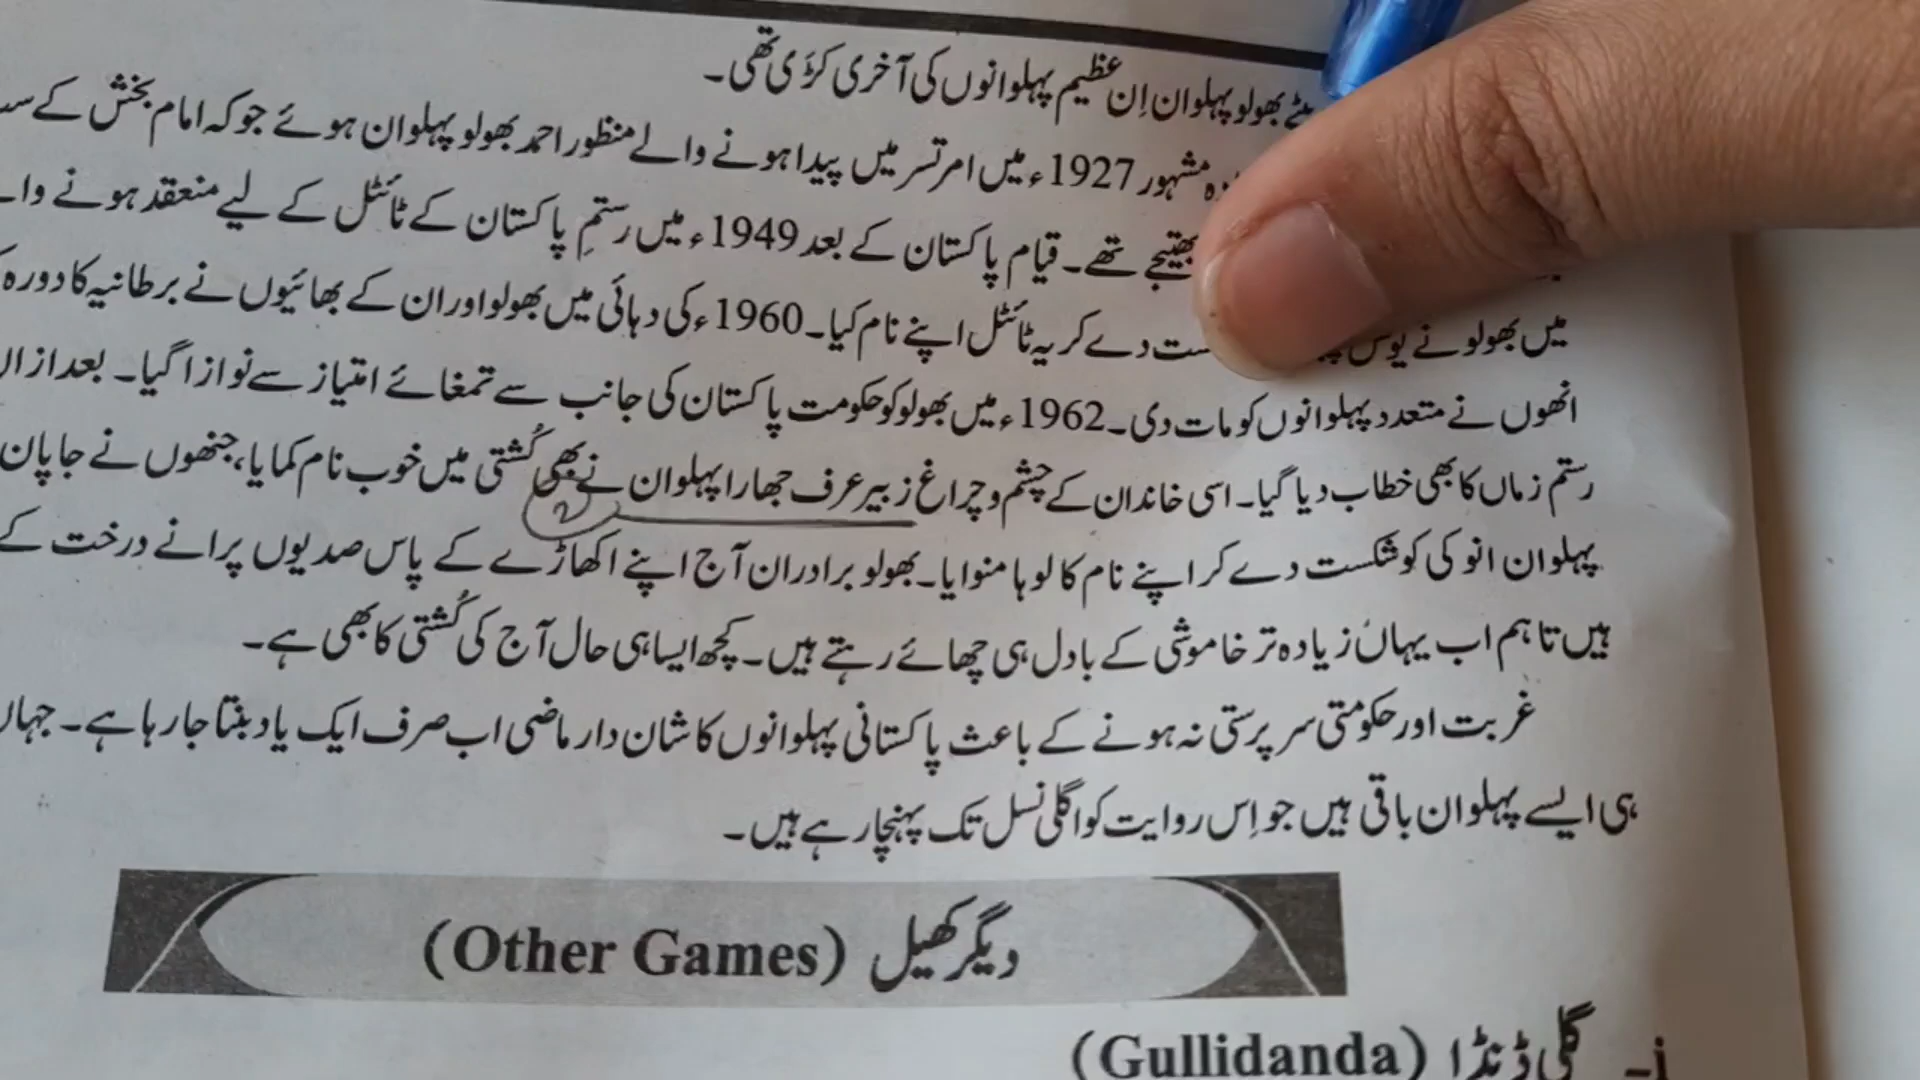 بھولو پہلوان اِن عظیم پہلوانوں کی آخری کڑی تھی۔
مشہور 1927ء میں امرتسر میں پیدا ہونے والے منظور احمد بھولو پہلوان ہوئے جو کہ امام بخش کے
بھتیجے تھے۔ قیام پاکستان کے بعد 1949ء میں رستمِ پاکستان کے ٹائٹل کے لیے منعقد ہونے
میں بھولو نے یونس دے کر یہ ٹائٹل اپنے نام کیا۔ 1960ء کی دہائی میں بھولو اور ان کے بھائیوں نے برطانیہ کا دورہ
انھوں نے متعدد پہلوانوں کو مات دی۔ 1962ء میں بھولو کو حکومت پاکستان کی جانب سے تمغائے امتیاز سے نوازا گیا۔ بعد
رستم زماں کا بھی خطاب دیا گیا۔ اسی خاندان کے چشم و چراغ زبیر عرف جھارا پہلوان نے بھی کُشتی میں خوب نام کمایا، جنھوں نے جاپان
پہلوان انوکی کو شکست دے کر اپنے نام کا لوہا منوایا۔ بھولو برادران آج اپنے اکھاڑے کے پاس صدیوں پرانے درخت کے
ہیں تاہم اب یہاں زیادہ تر خاموشی کے بادل ہی چھائے رہتے ہیں۔ کچھ ایسا ہی حال آج کی کُشتی کا بھی ہے۔
غربت اور حکومتی سرپرستی نہ ہونے کے باعث پاکستانی پہلوانوں کا شان دار ماضی اب صرف ایک یاد بنتا جا رہا ہے۔ جہاں
ہی ایسے پہلوان باقی ہیں جو اِس روایت کو اگلی نسل تک پہنچا رہے ہیں۔
دیگر کھیل (Other Games)
i- گلی ڈنڈا (Gullidanda)